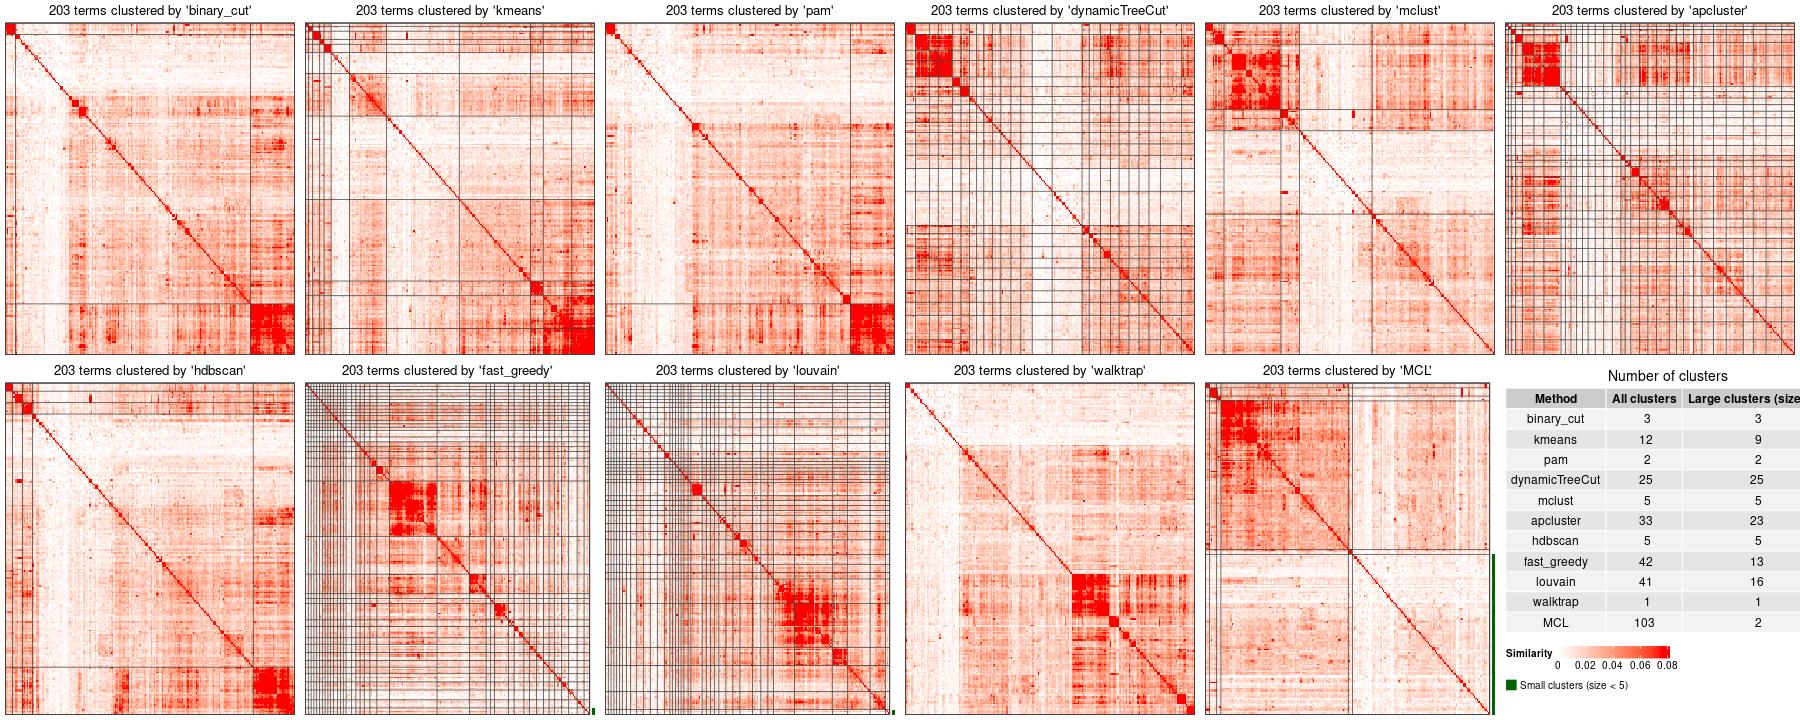 203 terms clustered by 'binary_cut'
203 terms clustered by 'kmeans'
203 terms clustered by 'pam'
203 terms clustered by 'dynamicTreeCut'
203 terms clustered by 'mclust'
203 terms clustered by 'apcluster'
203 terms clustered by 'hdbscan'
203 terms clustered by 'fast_greedy'
203 terms clustered by 'louvain'
203 terms clustered by 'walktrap'
203 terms clustered by 'MCL'
Number of clusters
Method All clusters Large clusters (size
binary_cut 3 3
kmeans 12 9
pam 2 2
dynamicTreeCut 25 25
mclust 5 5
apcluster 33 23
hdbscan 5 5
fast_greedy 42 13
louvain 41 16
walktrap 1 1
MCL 103 2
Similarity
0 0.02 0.04 0.06 0.08
Small clusters (size < 5)